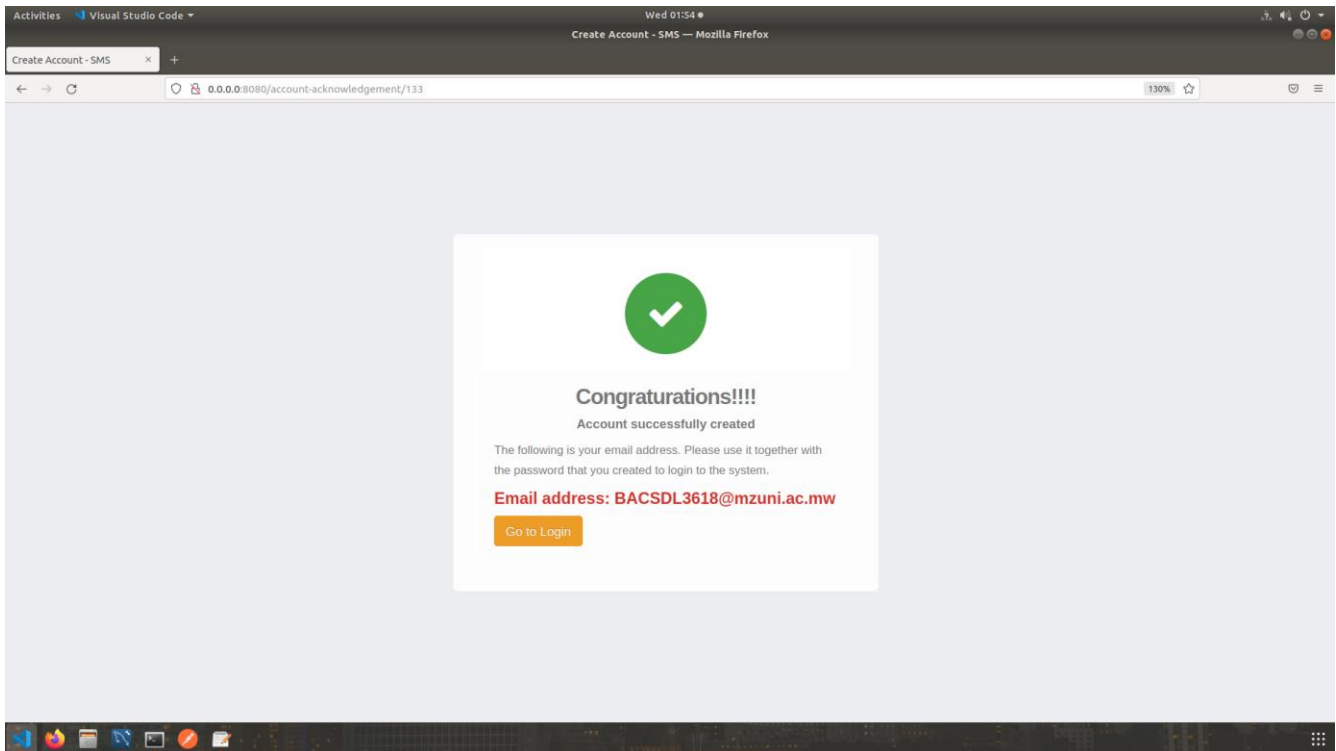 Activities Visual Studio Code Wed 01:54
Create Account - SMS — Mozilla Firefox
Create Account - SMS
0.0.0.0:8080/account-acknowledgement/133 130%
Congraturations!!!!
Account successfully created
The following is your email address. Please use it together with
the password that you created to login to the system.
Email address: BACSDL3618@mzuni.ac.mw
Go to Login